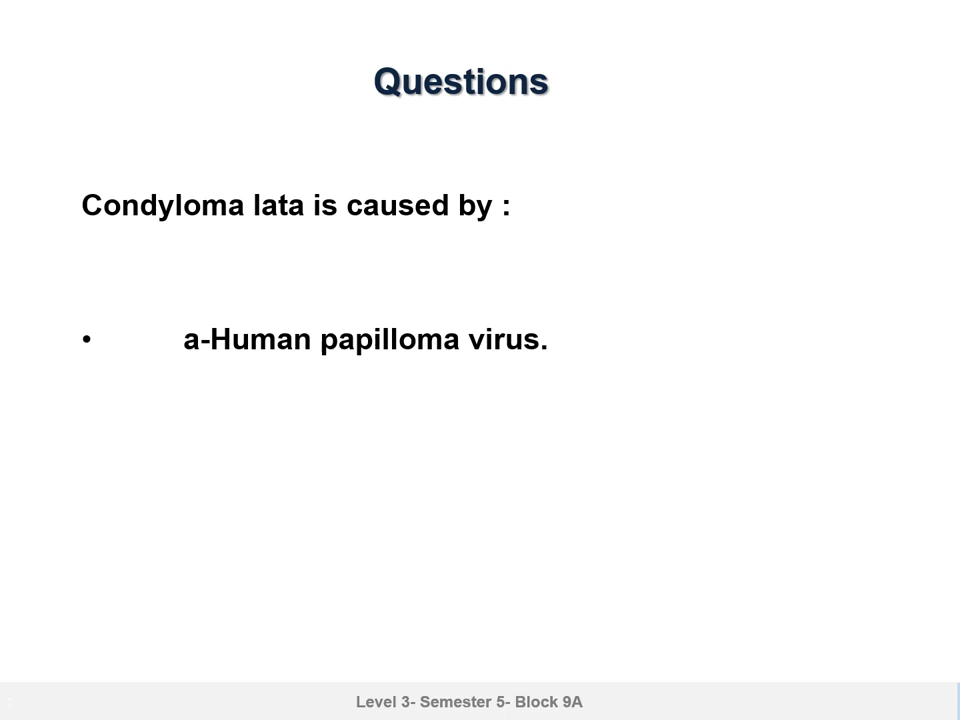 Questions
Condyloma lata is caused by :
• a-Human papilloma virus.
Level 3- Semester 5- Block 9A